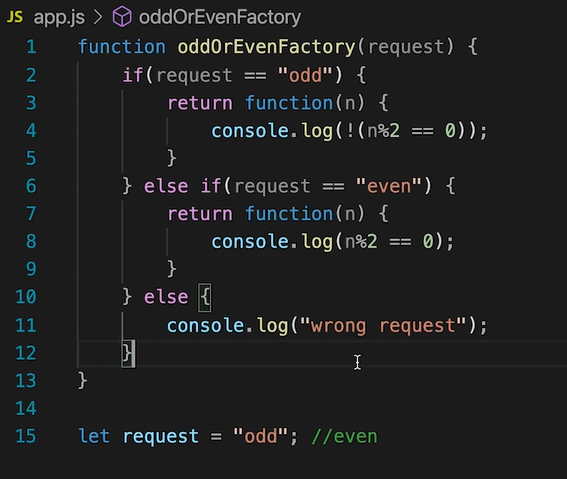 JS app.js > oddOrEvenFactory
1 function oddOrEvenFactory(request) {
2 if(request == "odd") {
3 return function(n) {
4 console.log(!(n%2 == 0));
5 }
6 } else if(request == "even") {
7 return function(n) {
8 console.log(n%2 == 0);
9 }
10 } else {
11 console.log("wrong request");
12 }
13 }
14
15 let request = "odd"; //even